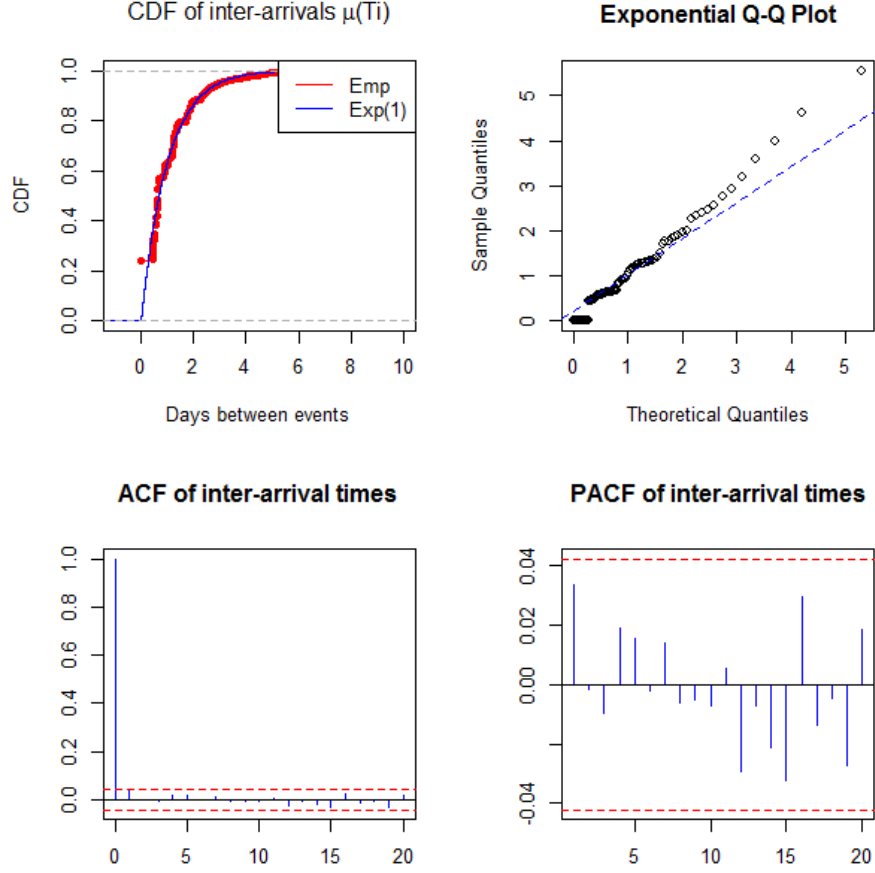 CDF of inter-arrivals μ(Ti)
CDF
0.0 0.2 0.4 0.6 0.8 1.0
Emp
Exp(1)
0 2 4 6 8 10
Days between events
Exponential Q-Q Plot
Sample Quantiles
0 1 2 3 4 5
0 1 2 3 4 5
Theoretical Quantiles
ACF of inter-arrival times
0.0 0.2 0.4 0.6 0.8 1.0
0 5 10 15 20
PACF of inter-arrival times
-0.04 0.00 0.02 0.04
5 10 15 20